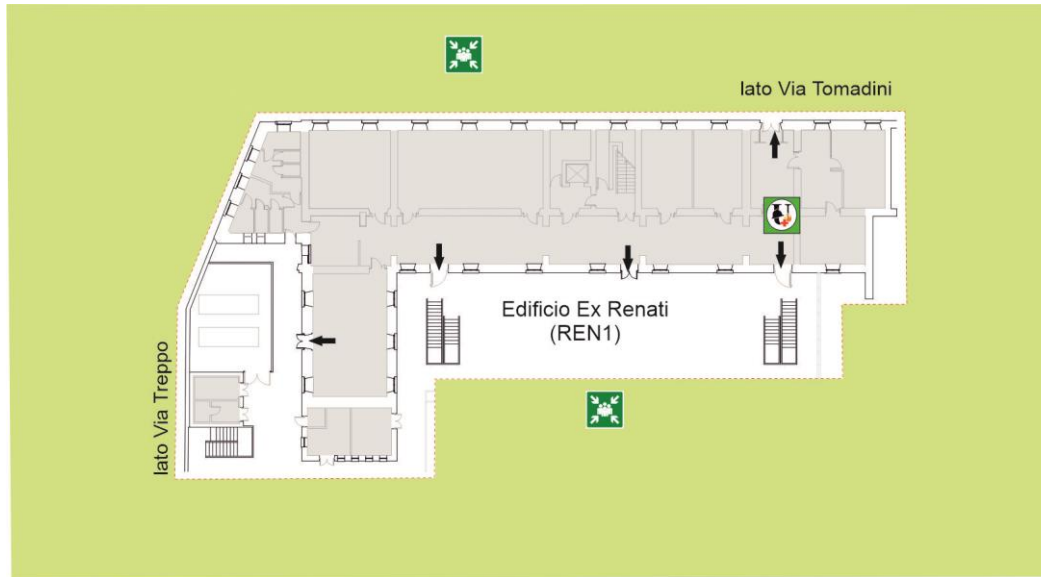 lato Via Tomadini
Edificio Ex Renati
(REN1)
lato Via Treppo